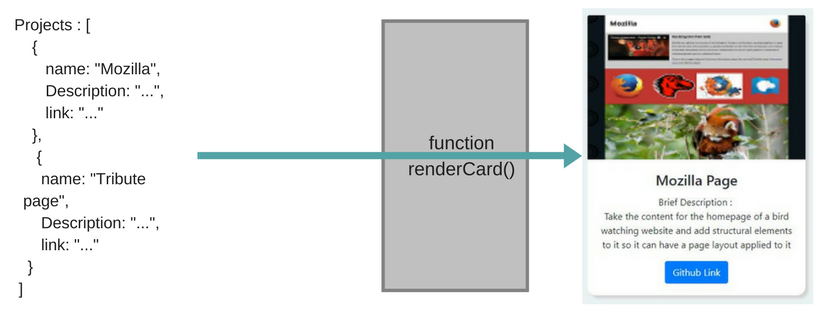 Projects : [
{
name: "Mozilla",
Description: "...",
link: "..."
},
{
name: "Tribute
page",
Description: "...",
link: "..."
}
]
function
renderCard()
Mozilla
Mozilla Page
Brief Description :
Take the content for the homepage of a bird
watching website and add structural elements
to it so it can have a page layout applied to it
Github Link